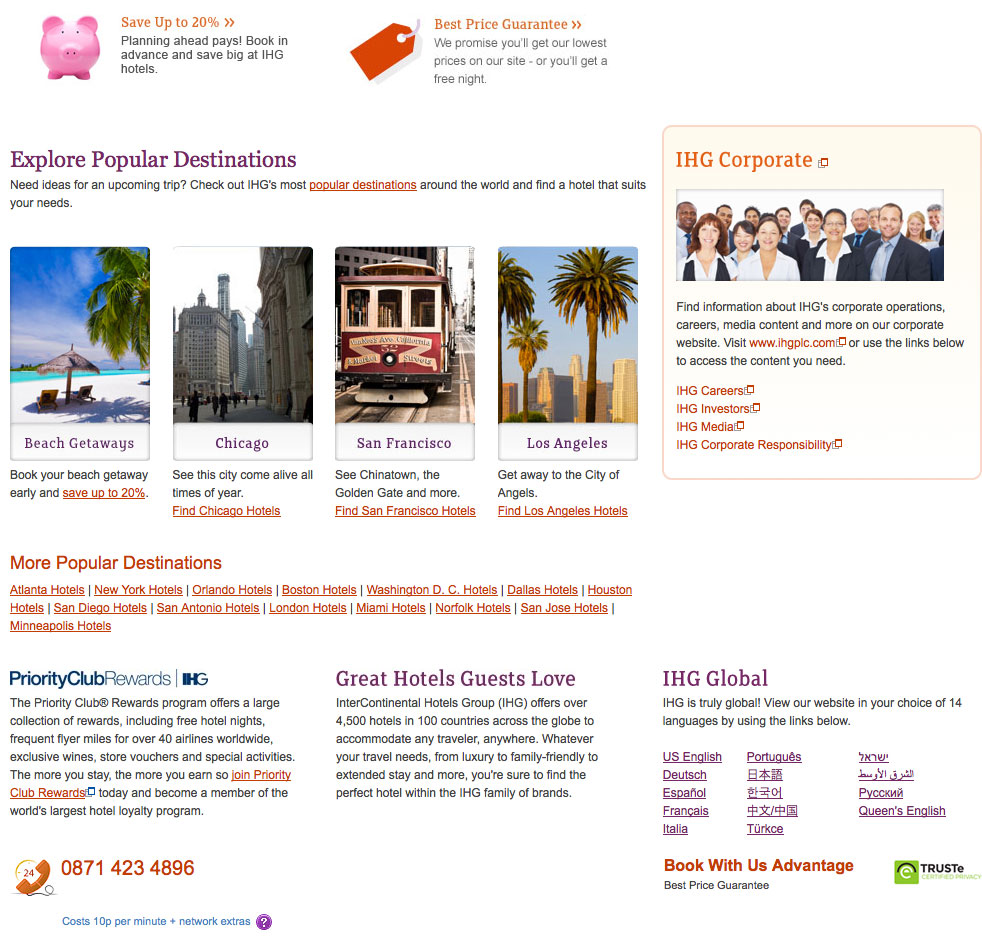 Save Up to 20% »
Planning ahead pays! Book in
advance and save big at IHG
hotels.
Best Price Guarantee »
We promise you'll get our lowest
prices on our site - or you'll get a
free night.
Explore Popular Destinations
Need ideas for an upcoming trip? Check out IHG's most popular destinations around the world and find a hotel that suits
your needs.
Beach Getaways
Book your beach getaway
early and save up to 20%.
Chicago
See this city come alive all
times of year.
Find Chicago Hotels
VanNess Ave. California
52
& Market Streets
San Francisco
See Chinatown, the
Golden Gate and more.
Find San Francisco Hotels
Los Angeles
Get away to the City of
Angels.
Find Los Angeles Hotels
IHG Corporate
Find information about IHG's corporate operations,
careers, media content and more on our corporate
website. Visit www.ihgplc.com or use the links below
to access the content you need.
IHG Careers
IHG Investors
IHG Media
IHG Corporate Responsibility
More Popular Destinations
Atlanta Hotels | New York Hotels | Orlando Hotels | Boston Hotels | Washington D. C. Hotels | Dallas Hotels | Houston
Hotels | San Diego Hotels | San Antonio Hotels | London Hotels | Miami Hotels | Norfolk Hotels | San Jose Hotels |
Minneapolis Hotels
PriorityClubRewards | IHG
The Priority Club® Rewards program offers a large
collection of rewards, including free hotel nights,
frequent flyer miles for over 40 airlines worldwide,
exclusive wines, store vouchers and special activities.
The more you stay, the more you earn so join Priority
Club Rewards today and become a member of the
world's largest hotel loyalty program.
Great Hotels Guests Love
InterContinental Hotels Group (IHG) offers over
4,500 hotels in 100 countries across the globe to
accommodate any traveler, anywhere. Whatever
your travel needs, from luxury to family-friendly to
extended stay and more, you're sure to find the
perfect hotel within the IHG family of brands.
IHG Global
IHG is truly global! View our website in your choice of 14
languages by using the links below.
US English
Deutsch
Español
Français
Italia
Português
日本語
한국어
中文/中国
Türkce
ישראל
الشرق الأوسط
Русский
Queen's English
24
0871 423 4896
Costs 10p per minute + network extras ?
Book With Us Advantage
Best Price Guarantee
TRUSTe
CERTIFIED PRIVACY